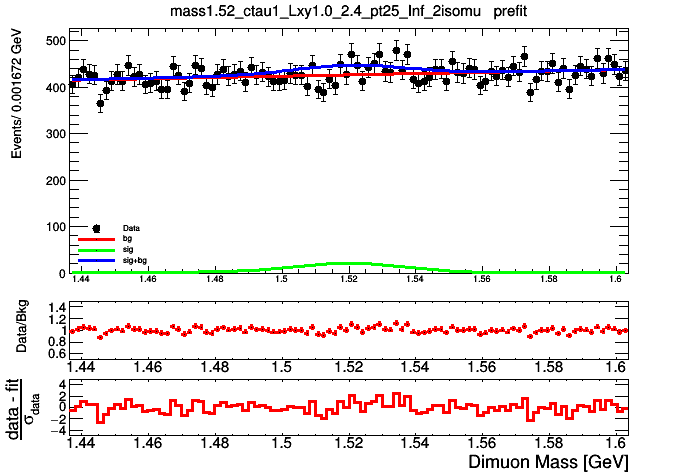 mass1.52_ctau1_Lxy1.0_2.4_pt25_Inf_2isomu prefit
Events/ 0.001672 GeV
500
400
300
200
100
0
Data
bg
sig
sig+bg
1.44 1.46 1.48 1.5 1.52 1.54 1.56 1.58 1.6
Data/Bkg
1.4
1.2
1
0.8
0.6
1.44 1.46 1.48 1.5 1.52 1.54 1.56 1.58 1.6
data - fit
σdata
4
2
0
−2
−4
1.44 1.46 1.48 1.5 1.52 1.54 1.56 1.58 1.6
Dimuon Mass [GeV]